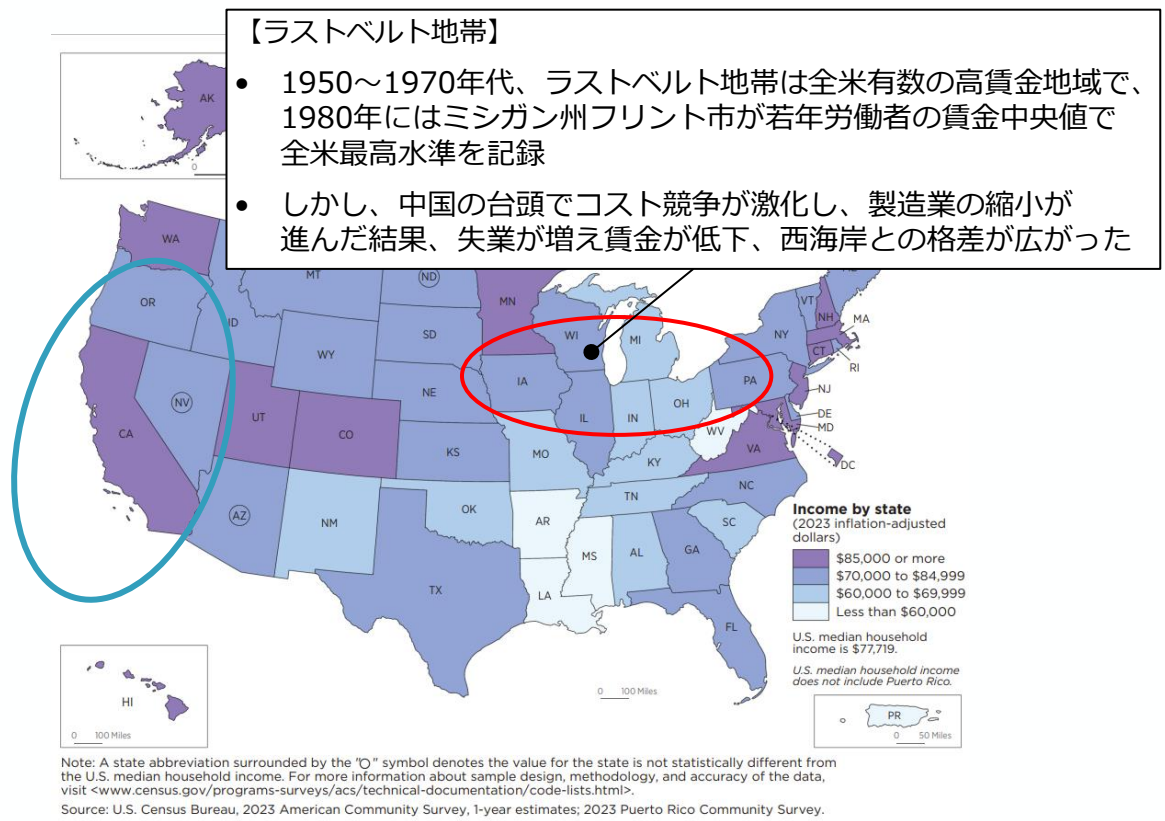 【ラストベルト地帯】
• 1950～1970年代、ラストベルト地帯は全米有数の高賃金地域で、
1980年にはミシガン州フリント市が若年労働者の賃金中央値で
全米最高水準を記録
• しかし、中国の台頭でコスト競争が激化し、製造業の縮小が
進んだ結果、失業が増え賃金が低下、西海岸との格差が広がった
AK
0
WA
MT
ND
MN
VT
NH
MA
OR
ID
SD
WI
MI
NY
CT
RI
WY
IA
PA
NJ
NE
NV
UT
IL
IN
OH
DE
MD
CA
CO
KS
MO
WV
VA
DC
KY
NC
AZ
NM
OK
TN
AR
SC
MS
AL
GA
TX
LA
FL
Income by state
(2023 inflation-adjusted
dollars)
$85,000 or more
$70,000 to $84,999
$60,000 to $69,999
Less than $60,000
U.S. median household
income is $77,719.
U.S. median household income
does not include Puerto Rico.
HI
0 100 Miles
0 100 Miles
PR
0 50 Miles
Note: A state abbreviation surrounded by the "O" symbol denotes the value for the state is not statistically different from
the U.S. median household income. For more information about sample design, methodology, and accuracy of the data,
visit <www.census.gov/programs-surveys/acs/technical-documentation/code-lists.html>.
Source: U.S. Census Bureau, 2023 American Community Survey, 1-year estimates; 2023 Puerto Rico Community Survey.